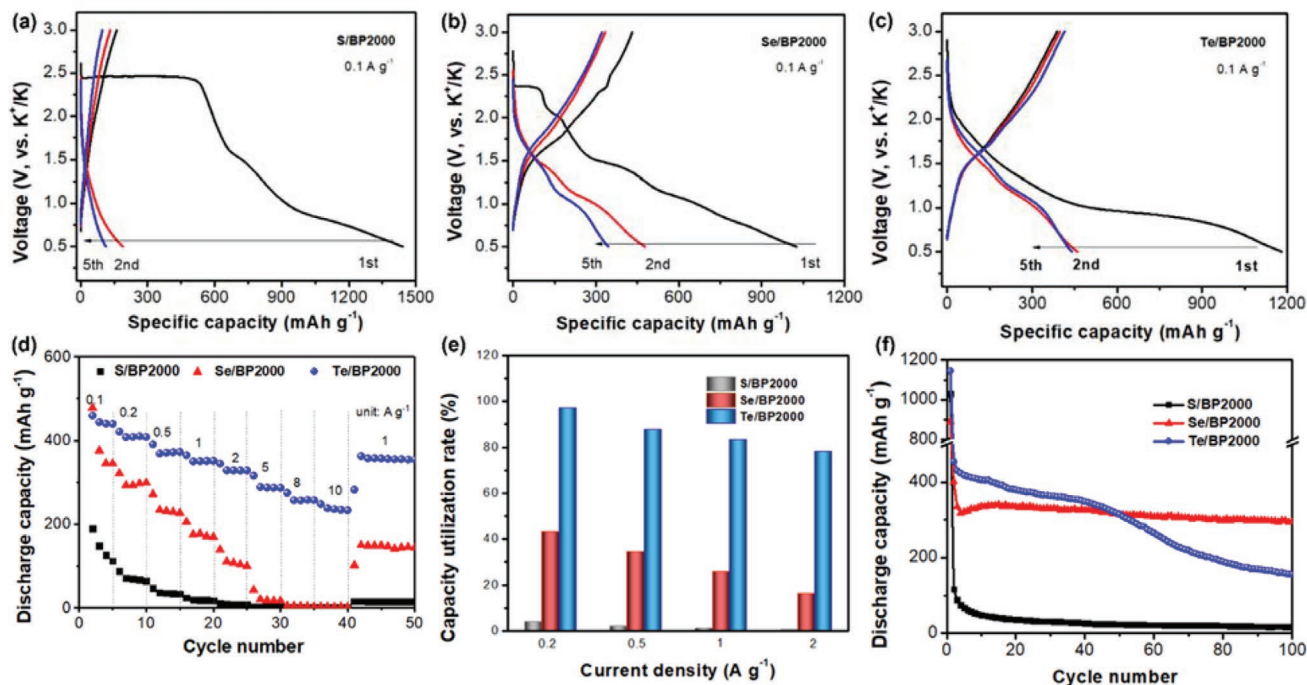 (a)
S/BP2000
0.1 A g⁻¹
3.0
2.5
2.0
1.5
1.0
0.5
Voltage (V, vs. K⁺/K)
5th 2nd 1st
0 300 600 900 1200 1500
Specific capacity (mAh g⁻¹)
(b)
Se/BP2000
0.1 A g⁻¹
3.0
2.5
2.0
1.5
1.0
0.5
Voltage (V, vs. K⁺/K)
5th 2nd 1st
0 300 600 900 1200
Specific capacity (mAh g⁻¹)
(c)
Te/BP2000
0.1 A g⁻¹
3.0
2.5
2.0
1.5
1.0
0.5
Voltage (V, vs. K⁺/K)
5th 2nd 1st
0 300 600 900 1200
Specific capacity (mAh g⁻¹)
(d)
S/BP2000 Se/BP2000 Te/BP2000
600
400
200
0
Discharge capacity (mAh g⁻¹)
0.1 0.2 0.5 1 2 5 8 10 1
unit: A g⁻¹
0 10 20 30 40 50
Cycle number
(e)
S/BP2000
Se/BP2000
Te/BP2000
120
100
80
60
40
20
0
Capacity utilization rate (%)
0.2 0.5 1 2
Current density (A g⁻¹)
(f)
S/BP2000
Se/BP2000
Te/BP2000
1200
1000
800
400
200
0
Discharge capacity (mAh g⁻¹)
0 20 40 60 80 100
Cycle number